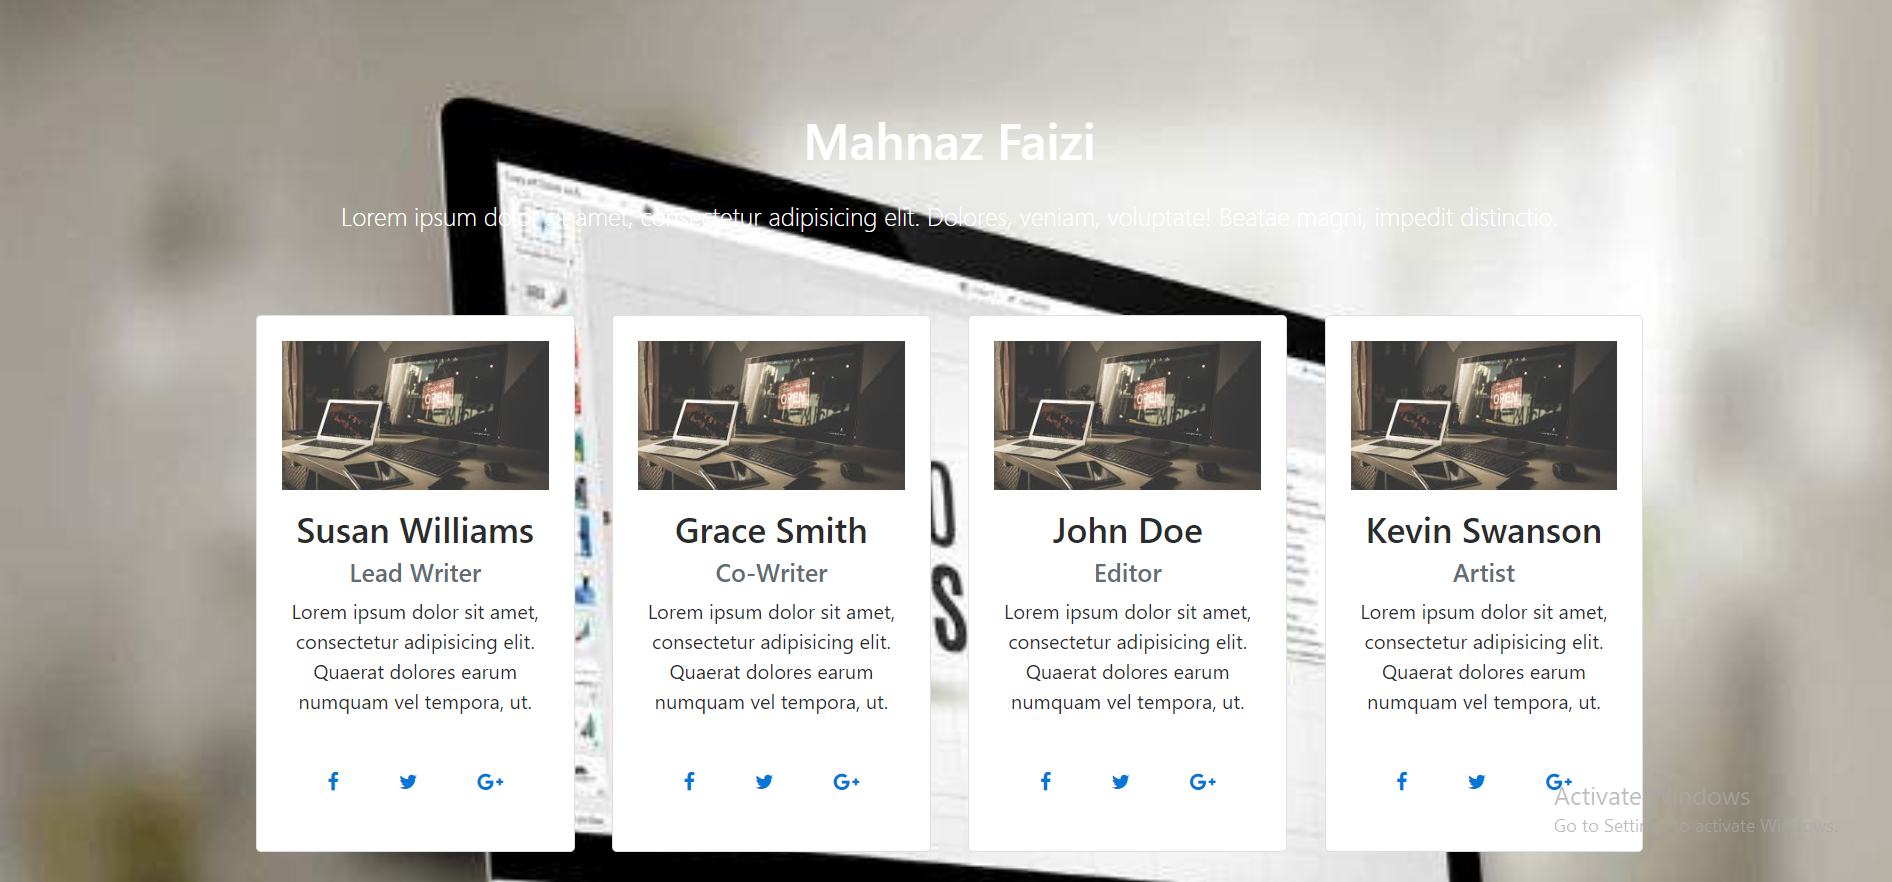 Mahnaz Faizi
Lorem ipsum dolor sit amet, consectetur adipisicing elit. Dolores, veniam, voluptate! Beatae magni, impedit distinctio.
OPEN
OPEN
OPEN
OPEN
Susan Williams
Lead Writer
Lorem ipsum dolor sit amet,
consectetur adipisicing elit.
Quaerat dolores earum
numquam vel tempora, ut.
Grace Smith
Co-Writer
Lorem ipsum dolor sit amet,
consectetur adipisicing elit.
Quaerat dolores earum
numquam vel tempora, ut.
John Doe
Editor
Lorem ipsum dolor sit amet,
consectetur adipisicing elit.
Quaerat dolores earum
numquam vel tempora, ut.
Kevin Swanson
Artist
Lorem ipsum dolor sit amet,
consectetur adipisicing elit.
Quaerat dolores earum
numquam vel tempora, ut.
G+
G+
G+
G+
Activate Windows
Go to Settings to activate Windows.